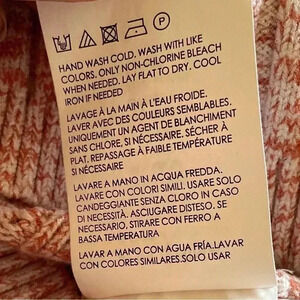 HAND WASH COLD. WASH WITH LIKE
COLORS. ONLY NON-CHLORINE BLEACH
WHEN NEEDED. LAY FLAT TO DRY. COOL
IRON IF NEEDED
LAVAGE À LA MAIN À L'EAU FROIDE.
LAVER AVEC DES COULEURS SEMBLABLES.
UNIQUEMENT UN AGENT DE BLANCHIMENT
SANS CHLORE, SI NÉCESSAIRE. SÉCHER À
PLAT. REPASSAGE À FAIBLE TEMPÉRATURE
SI NÉCESSAIRE
LAVARE A MANO IN ACQUA FREDDA.
LAVARE CON COLORI SIMILI. USARE SOLO
CANDEGGIANTE SENZA CLORO IN CASO
DI NECESSITÀ. ASCIUGARE DISTESO. SE
NECESSARIO, STIRARE CON FERRO A
BASSA TEMPERATURA
LAVAR A MANO CON AGUA FRÍA.LAVAR
CON COLORES SIMILARES.SOLO USAR